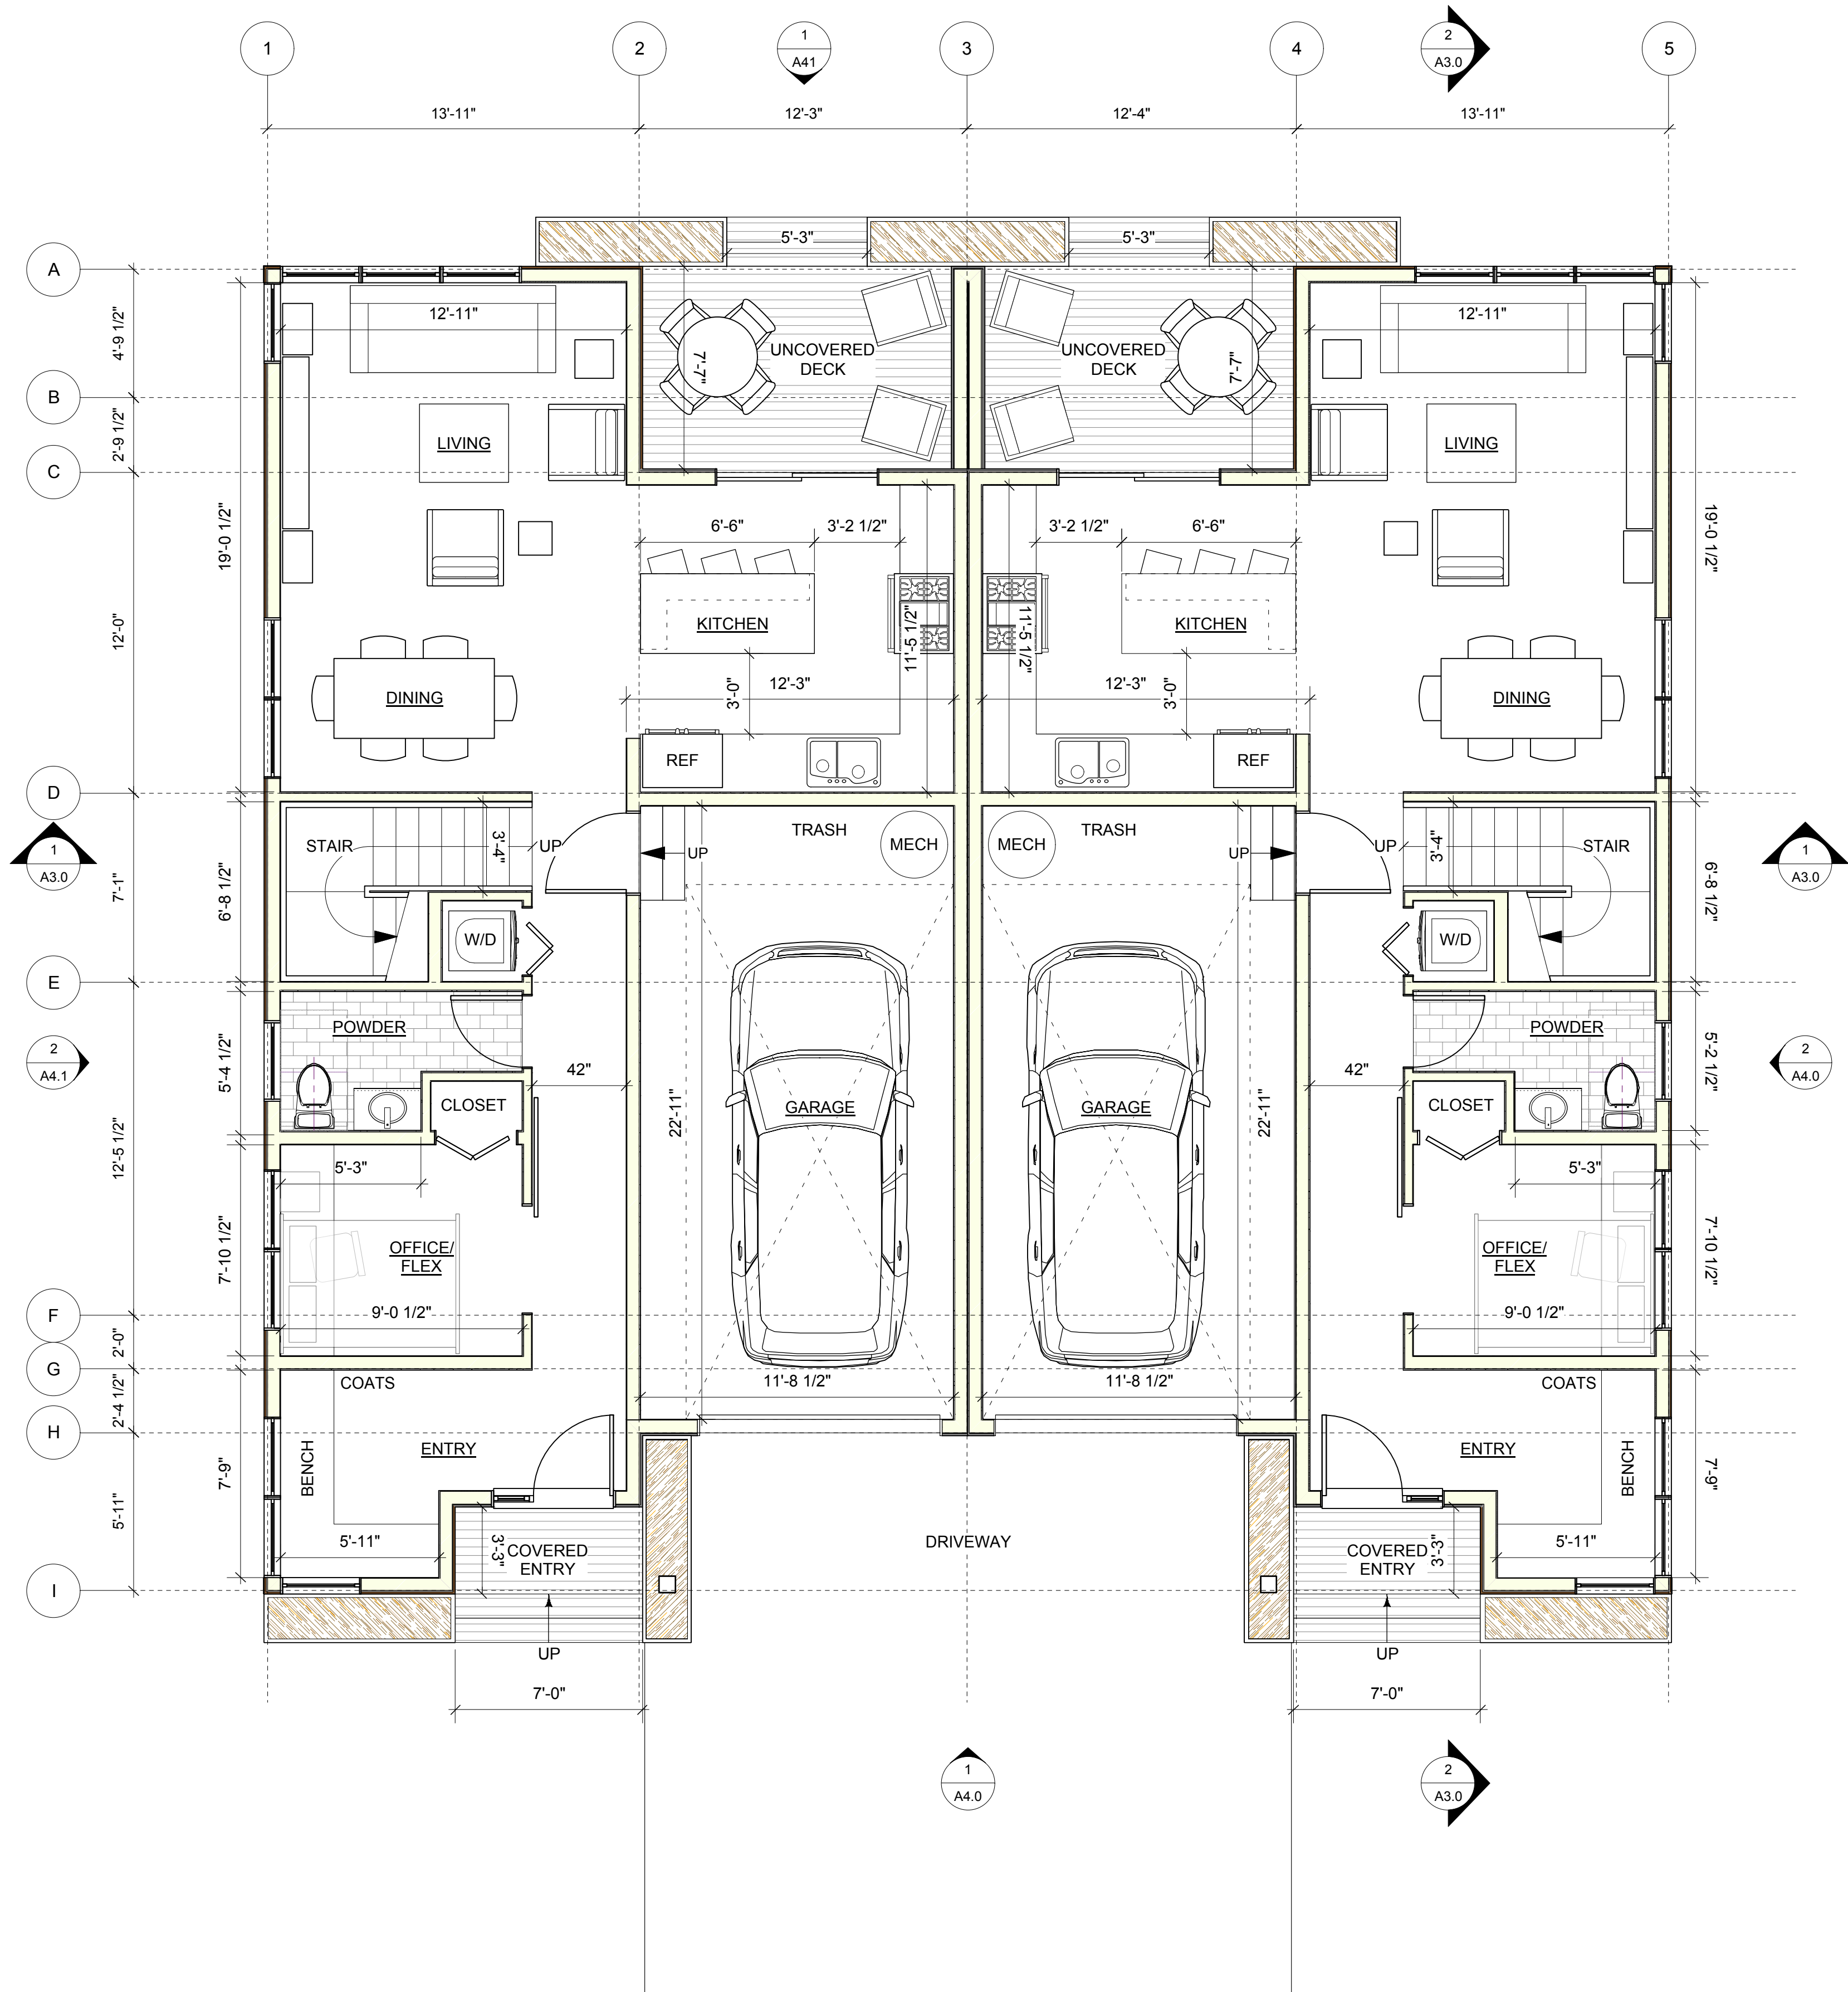 1 2 1 3 4 2 5
A41 A3.0
13'-11" 12'-3" 12'-4" 13'-11"
5'-3" 5'-3"
A
12'-11" 12'-11"
4'-9 1/2"
UNCOVERED UNCOVERED
DECK DECK
7'-7" 7'-7"
B
LIVING LIVING
2'-9 1/2"
C
6'-6" 3'-2 1/2" 3'-2 1/2" 6'-6"
19'-0 1/2" 19'-0 1/2"
12'-0"
KITCHEN KITCHEN
11'-5 1/2" 11'-5 1/2"
12'-3" 12'-3"
3'-0" 3'-0"
DINING DINING
REF REF
D
TRASH TRASH
STAIR 3'-4" UP UP MECH MECH UP UP 3'-4" STAIR
1 1
A3.0 A3.0
7'-1" 6'-8 1/2" 6'-8 1/2"
W/D W/D
E
POWDER POWDER
2 2
A4.1 A4.0
5'-4 1/2" 5'-2 1/2"
42" 42"
CLOSET GARAGE GARAGE CLOSET
22'-11" 22'-11"
12'-5 1/2"
5'-3" 5'-3"
7'-10 1/2" 7'-10 1/2"
OFFICE/ OFFICE/
FLEX FLEX
F
9'-0 1/2" 9'-0 1/2"
2'-0"
G
COATS 11'-8 1/2" 11'-8 1/2" COATS
2'-4 1/2"
H
ENTRY ENTRY
BENCH BENCH
7'-9" 7'-9"
5'-11"
5'-11" DRIVEWAY 5'-11"
3'-3" COVERED COVERED 3'-3"
ENTRY ENTRY
I
UP UP
7'-0" 7'-0"
1 2
A4.0 A3.0